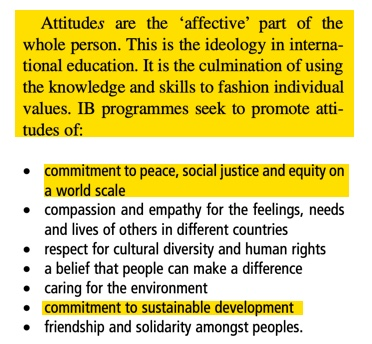 Attitudes are the ‘affective’ part of the
whole person. This is the ideology in interna-
tional education. It is the culmination of using
the knowledge and skills to fashion individual
values. IB programmes seek to promote atti-
tudes of:
• commitment to peace, social justice and equity on
a world scale
• compassion and empathy for the feelings, needs
and lives of others in different countries
• respect for cultural diversity and human rights
• a belief that people can make a difference
• caring for the environment
• commitment to sustainable development
• friendship and solidarity amongst peoples.